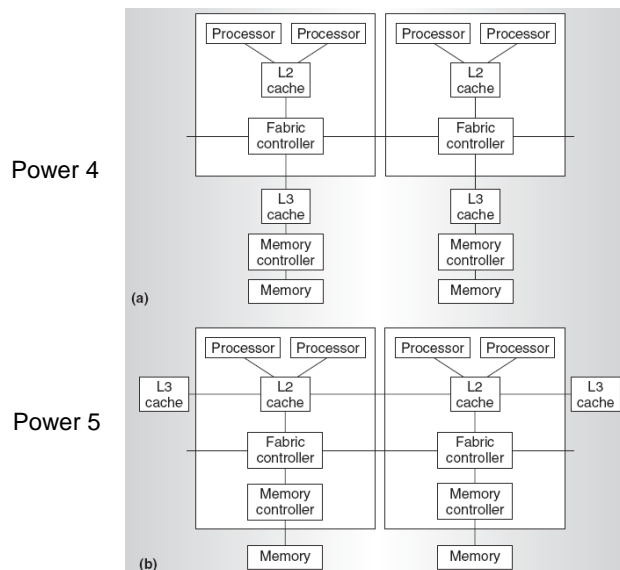 Power 4
Processor Processor Processor Processor
L2 L2
cache cache
Fabric Fabric
controller controller
L3 L3
cache cache
Memory Memory
controller controller
Memory Memory
(a)
Power 5
Processor Processor Processor Processor
L3 L2 L2 L3
cache cache cache cache
Fabric Fabric
controller controller
Memory Memory
controller controller
Memory Memory
(b)